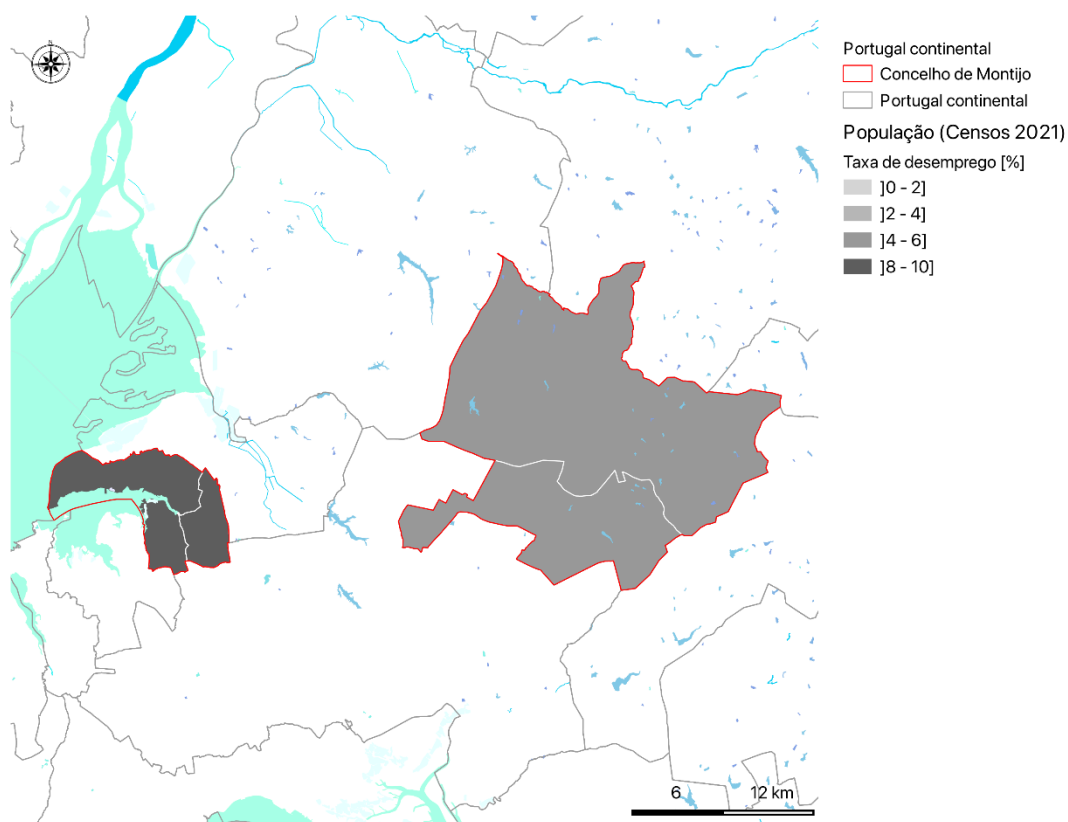 N
Portugal continental
Concelho de Montijo
Portugal continental
População (Censos 2021)
Taxa de desemprego [%]
]0 - 2]
]2 - 4]
]4 - 6]
]8 - 10]
6 12 km